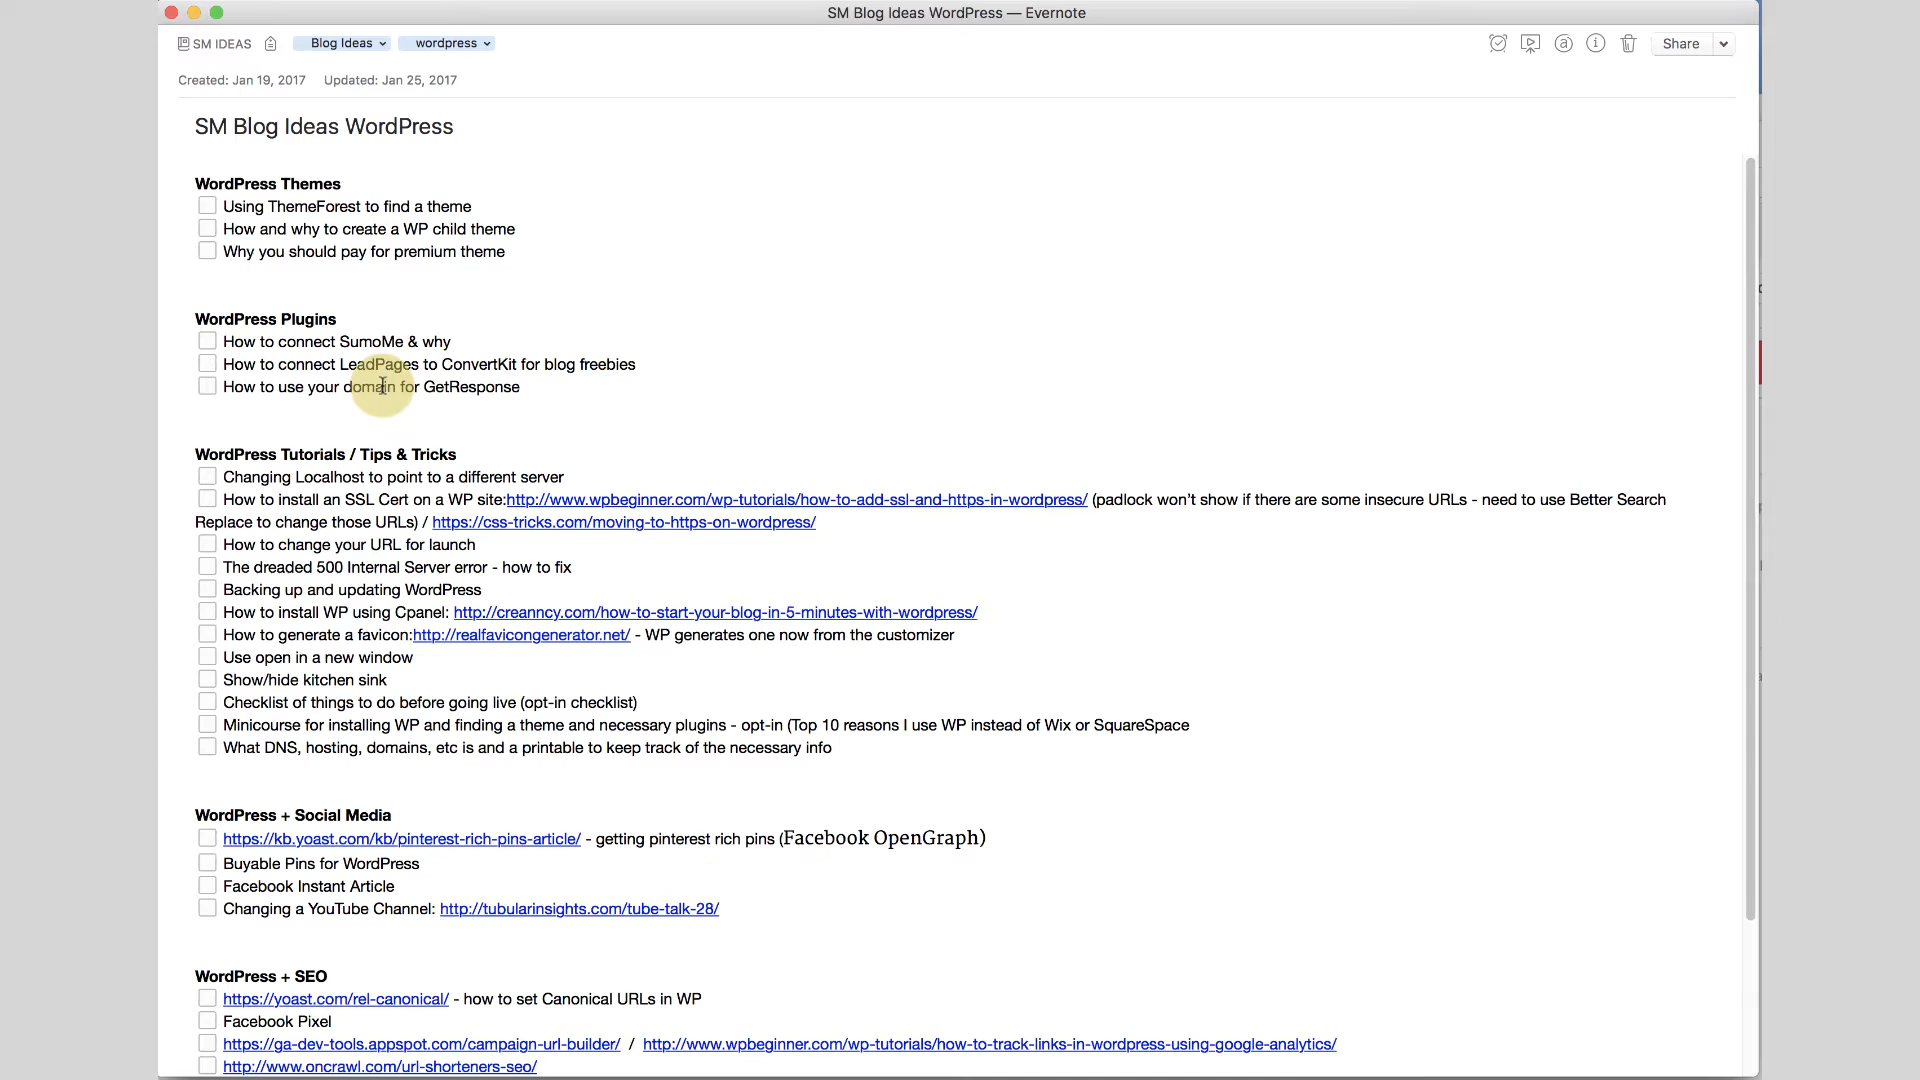 SM Blog Ideas WordPress — Evernote
SM IDEAS Blog Ideas wordpress Share
Created: Jan 19, 2017 Updated: Jan 25, 2017
SM Blog Ideas WordPress
WordPress Themes
Using ThemeForest to find a theme
How and why to create a WP child theme
Why you should pay for premium theme
WordPress Plugins
How to connect SumoMe & why
How to connect LeadPages to ConvertKit for blog freebies
How to use your domain for GetResponse
WordPress Tutorials / Tips & Tricks
Changing Localhost to point to a different server
How to install an SSL Cert on a WP site:http://www.wpbeginner.com/wp-tutorials/how-to-add-ssl-and-https-in-wordpress/ (padlock won't show if there are some insecure URLs - need to use Better Search
Replace to change those URLs) / https://css-tricks.com/moving-to-https-on-wordpress/
How to change your URL for launch
The dreaded 500 Internal Server error - how to fix
Backing up and updating WordPress
How to install WP using Cpanel: http://creanncy.com/how-to-start-your-blog-in-5-minutes-with-wordpress/
How to generate a favicon:http://realfavicongenerator.net/ - WP generates one now from the customizer
Use open in a new window
Show/hide kitchen sink
Checklist of things to do before going live (opt-in checklist)
Minicourse for installing WP and finding a theme and necessary plugins - opt-in (Top 10 reasons I use WP instead of Wix or SquareSpace
What DNS, hosting, domains, etc is and a printable to keep track of the necessary info
WordPress + Social Media
https://kb.yoast.com/kb/pinterest-rich-pins-article/ - getting pinterest rich pins (Facebook OpenGraph)
Buyable Pins for WordPress
Facebook Instant Article
Changing a YouTube Channel: http://tubularinsights.com/tube-talk-28/
WordPress + SEO
https://yoast.com/rel-canonical/ - how to set Canonical URLs in WP
Facebook Pixel
https://ga-dev-tools.appspot.com/campaign-url-builder/ / http://www.wpbeginner.com/wp-tutorials/how-to-track-links-in-wordpress-using-google-analytics/
http://www.oncrawl.com/url-shorteners-seo/